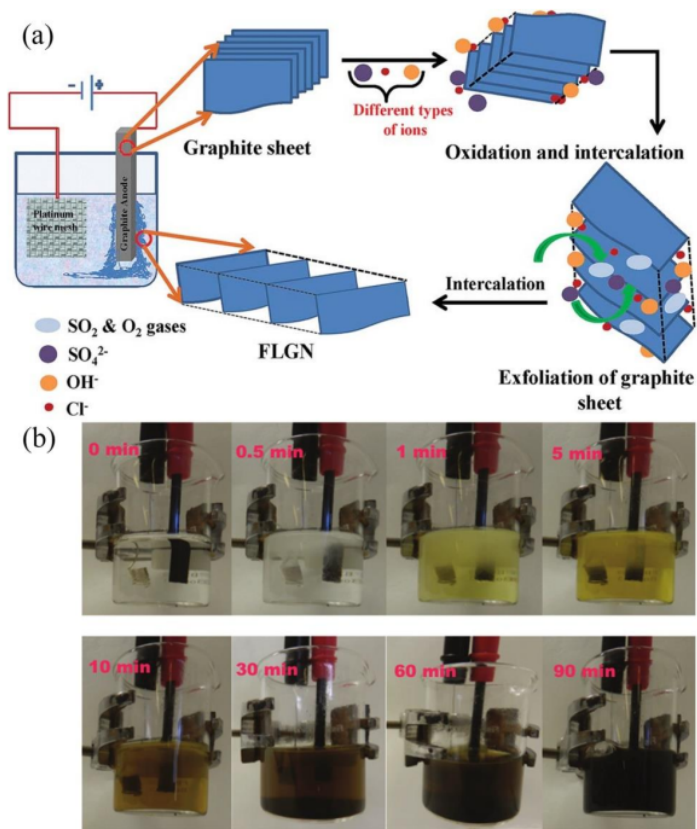 (a)
- +
Graphite sheet
Different types
of ions
Oxidation and intercalation
Platinum
wire mesh
Graphite Anode
Intercalation
FLGN
Exfoliation of graphite
sheet
SO₂ & O₂ gases
SO₄²⁻
OH⁻
Cl⁻
(b)
0 min
0.5 min
1 min
5 min
10 min
30 min
60 min
90 min